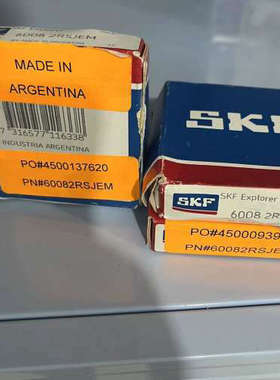 6008 2RSJEM
MADE IN
ARGENTINA
7 316577 116338
INDUSTRIA ARGENTINA
PO#4500137620
PN#60082RSJEM
SKF
SKF Explorer
SKF
6008 2R
PO#45000939
PN#60082RSJEM